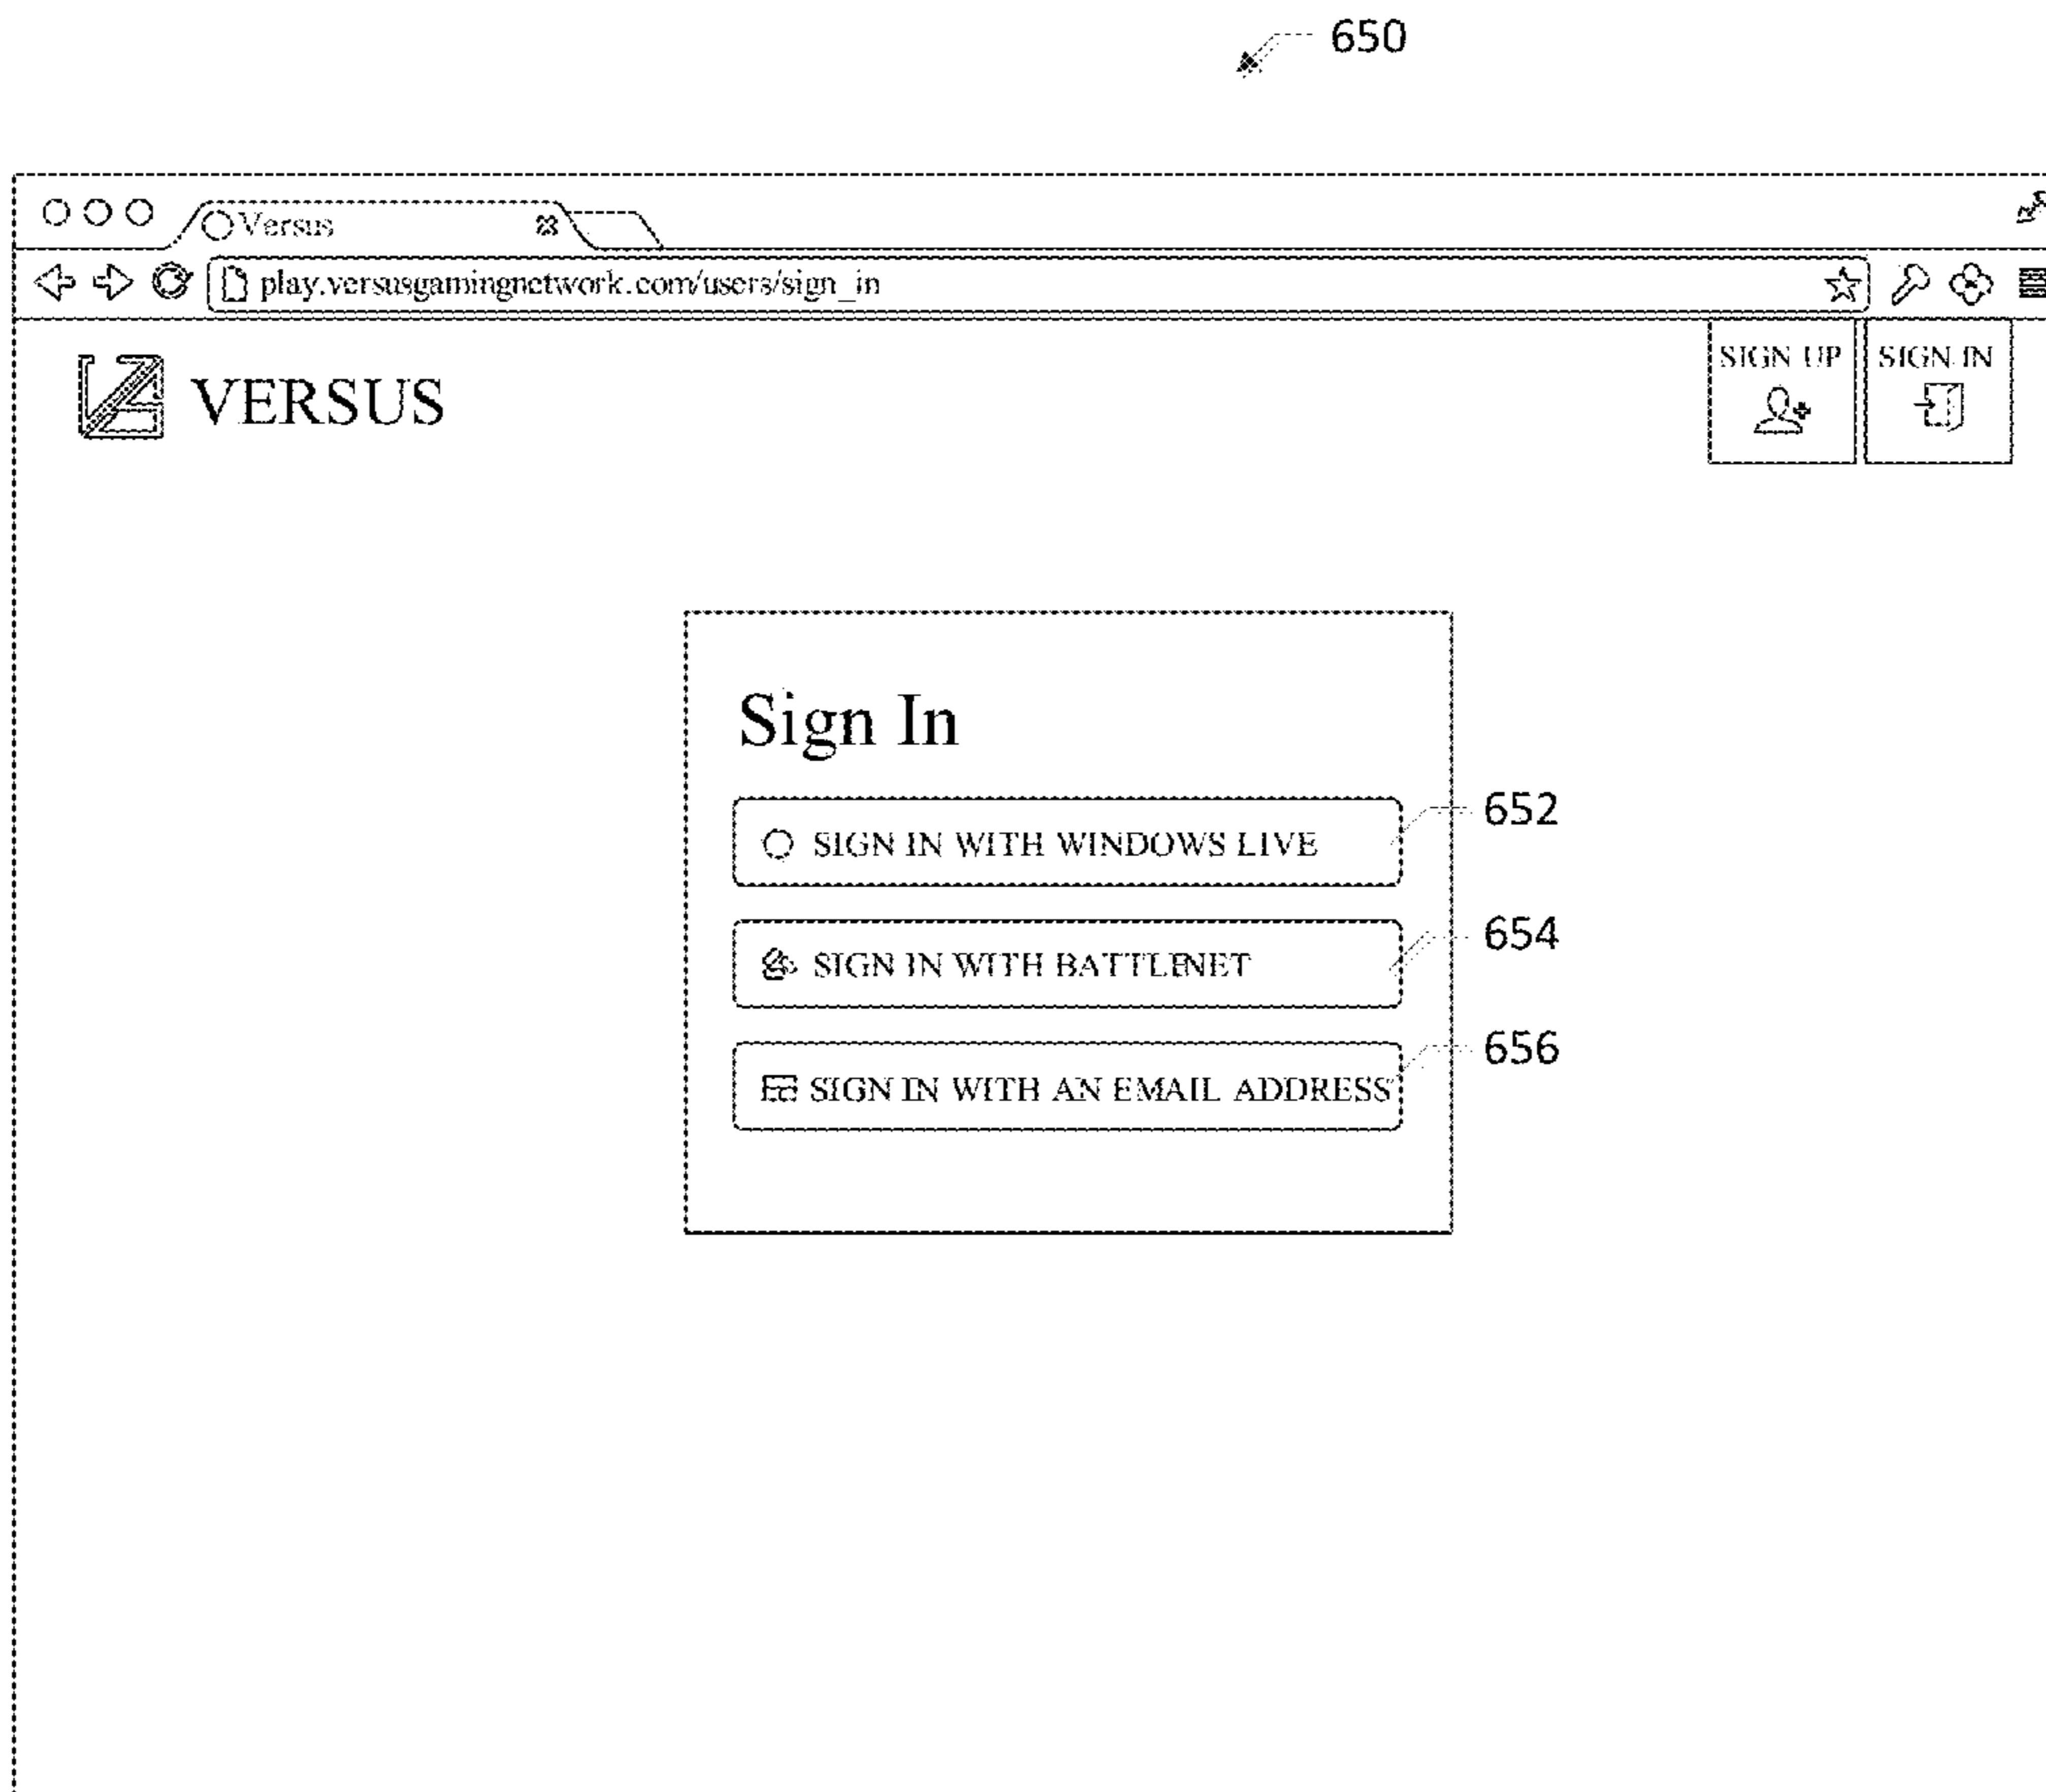 650
Versus
play.versusgamingnetwork.com/users/sign_in
VERSUS
SIGN UP
SIGN IN
Sign In
SIGN IN WITH WINDOWS LIVE
652
SIGN IN WITH BATTLENET
654
SIGN IN WITH AN EMAIL ADDRESS
656